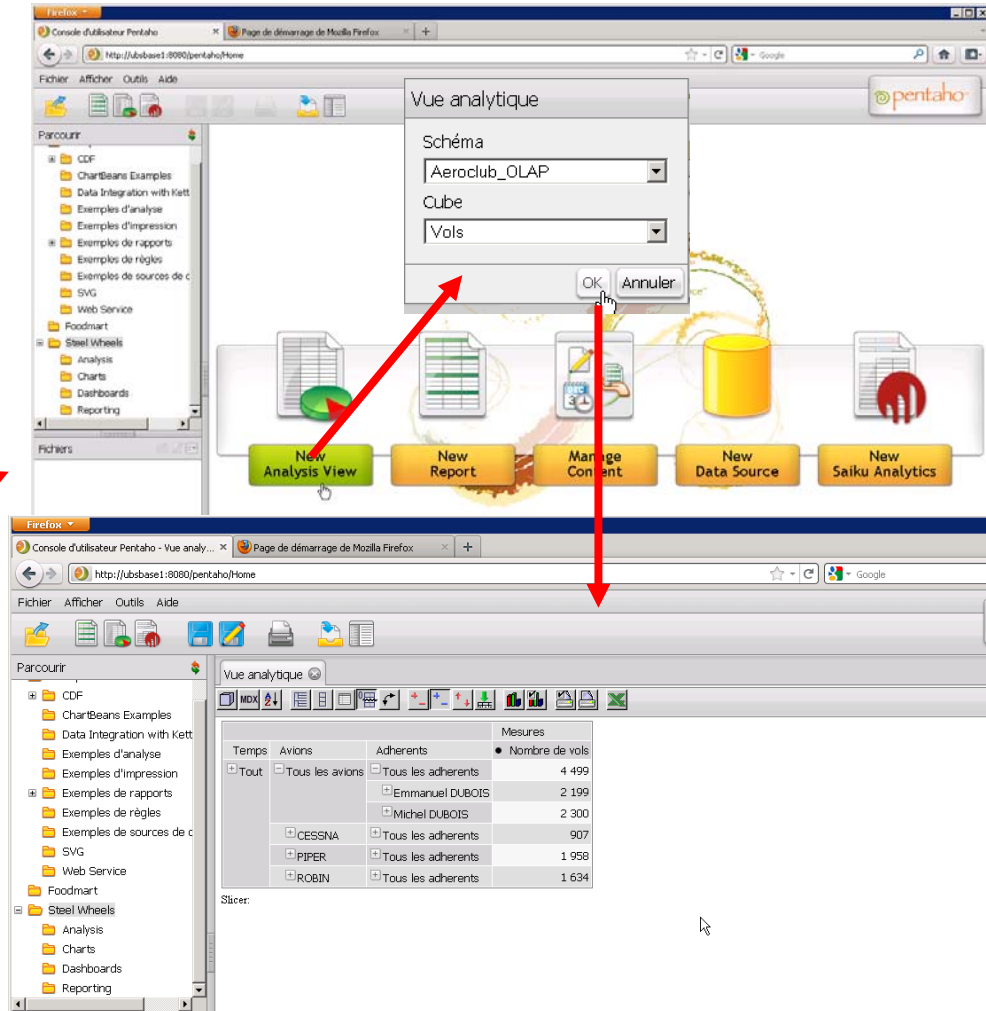 Firefox
Console d'utilisateur Pentaho
Page de démarrage de Mozilla Firefox
http://ubsbase1:8080/pentaho/Home
Google
Fichier Afficher Outils Aide
pentaho
Parcourir
CDF
ChartBeans Examples
Data Integration with Kett
Exemples d'analyse
Exemples d'impression
Exemples de rapports
Exemples de règles
Exemples de sources de c
SVG
Web Service
Foodmart
Steel Wheels
Analysis
Charts
Dashboards
Reporting
Fichiers
Vue analytique
Schéma
Aeroclub_OLAP
Cube
Vols
OK Annuler
New Analysis View
New Report
Manage Content
New Data Source
New Saiku Analytics
Firefox
Console d'utilisateur Pentaho - Vue analy...
Page de démarrage de Mozilla Firefox
http://ubsbase1:8080/pentaho/Home
Google
Fichier Afficher Outils Aide
Parcourir
CDF
ChartBeans Examples
Data Integration with Kett
Exemples d'analyse
Exemples d'impression
Exemples de rapports
Exemples de règles
Exemples de sources de c
SVG
Web Service
Foodmart
Steel Wheels
Analysis
Charts
Dashboards
Reporting
Vue analytique
MDX
Mesures
Temps Avions Adherents Nombre de vols
Tout Tous les avions Tous les adherents 4 499
Emmanuel DUBOIS 2 199
Michel DUBOIS 2 300
CESSNA Tous les adherents 907
PIPER Tous les adherents 1 958
ROBIN Tous les adherents 1 634
Slicer: